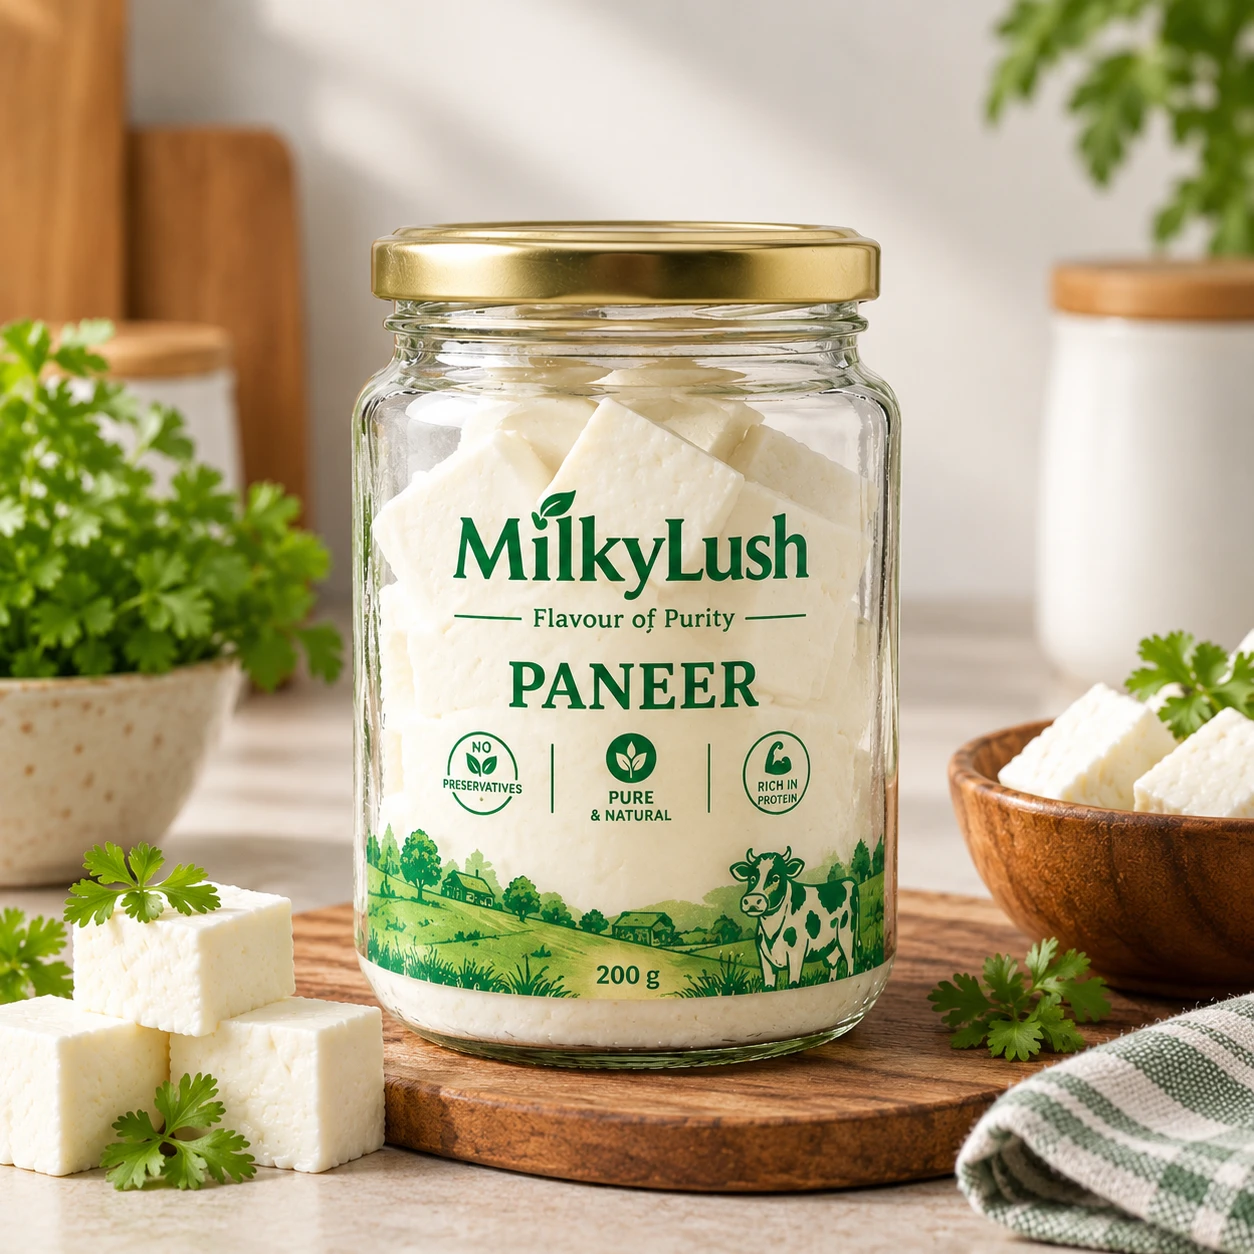 MilkyLush
Flavour of Purity
PANEER
NO
PRESERVATIVES
PURE
& NATURAL
RICH IN
PROTEIN
200 g